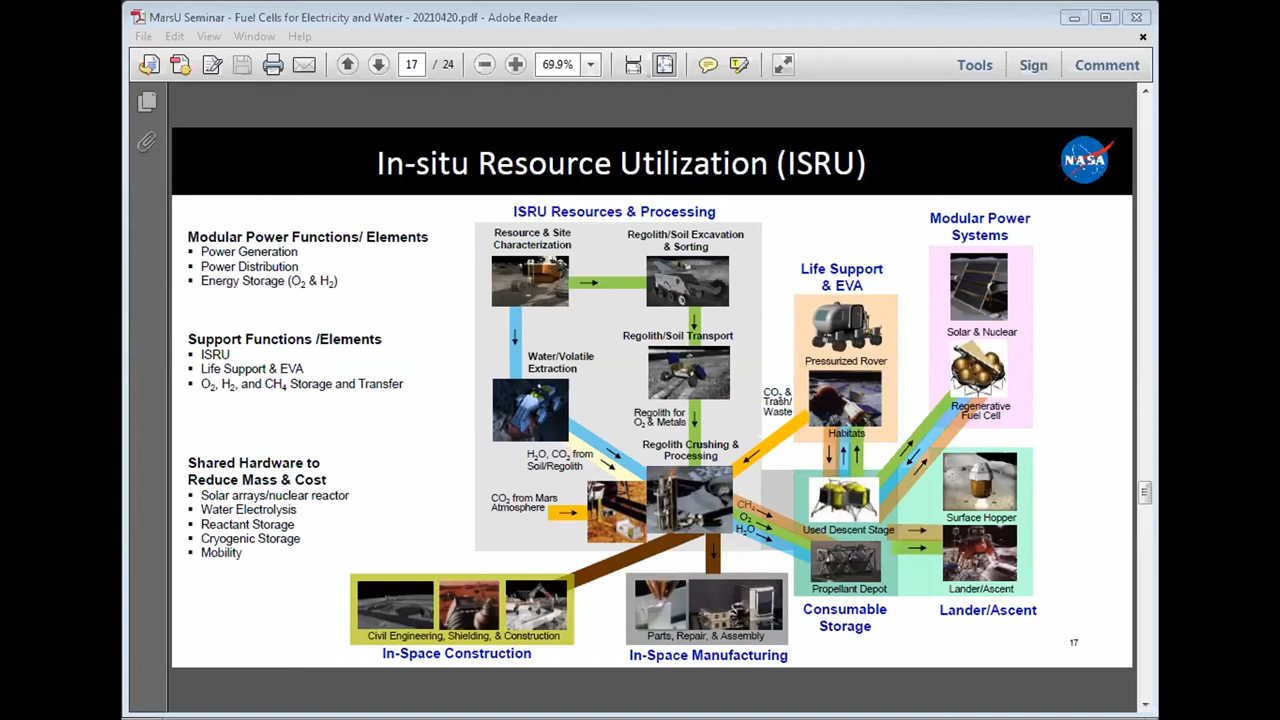 MarsU Seminar - Fuel Cells for Electricity and Water - 20210420.pdf - Adobe Reader
File Edit View Window Help
17 / 24 69.9% Tools Sign Comment
In-situ Resource Utilization (ISRU)
NASA
Modular Power Functions/ Elements
▪ Power Generation
▪ Power Distribution
▪ Energy Storage (O₂ & H₂)
Support Functions /Elements
▪ ISRU
▪ Life Support & EVA
▪ O₂, H₂, and CH₄ Storage and Transfer
Shared Hardware to
Reduce Mass & Cost
▪ Solar arrays/nuclear reactor
▪ Water Electrolysis
▪ Reactant Storage
▪ Cryogenic Storage
▪ Mobility
ISRU Resources & Processing
Resource & Site
Characterization
Regolith/Soil Excavation
& Sorting
Regolith/Soil Transport
Water/Volatile
Extraction
Regolith for
O₂ & Metals
Regolith Crushing &
Processing
H₂O, CO₂ from
Soil/Regolith
CO₂ from Mars
Atmosphere
CO₂ &
Trash/
Waste
CH₄
O₂
H₂O
Life Support
& EVA
Pressurized Rover
Habitats
Used Descent Stage
Propellant Depot
Consumable
Storage
Modular Power
Systems
Solar & Nuclear
Regenerative
Fuel Cell
Surface Hopper
Lander/Ascent
Lander/Ascent
Civil Engineering, Shielding, & Construction
In-Space Construction
Parts, Repair, & Assembly
In-Space Manufacturing
17